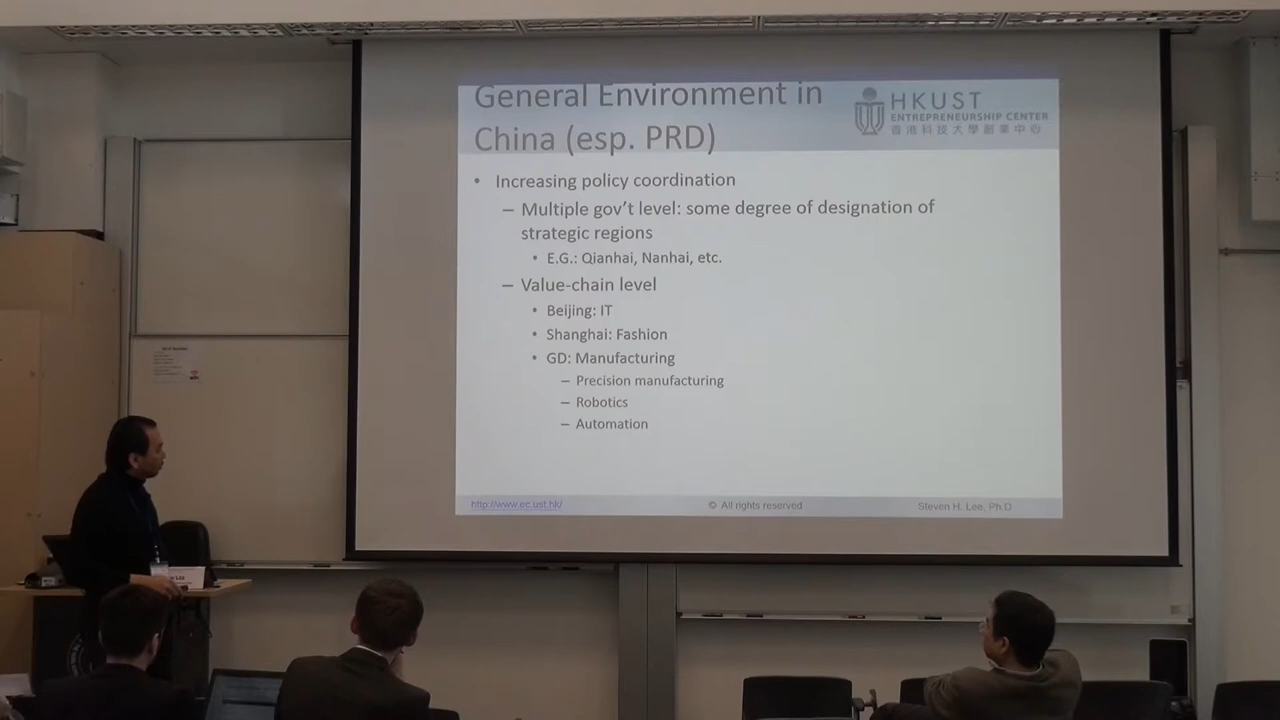 General Environment in
China (esp. PRD)
HKUST
ENTREPRENEURSHIP CENTER
香港科技大學創業中心
• Increasing policy coordination
– Multiple gov't level: some degree of designation of
strategic regions
• E.G.: Qianhai, Nanhai, etc.
– Value-chain level
• Beijing: IT
• Shanghai: Fashion
• GD: Manufacturing
– Precision manufacturing
– Robotics
– Automation
http://www.ec.ust.hk/
© All rights reserved
Steven H. Lee, Ph.D